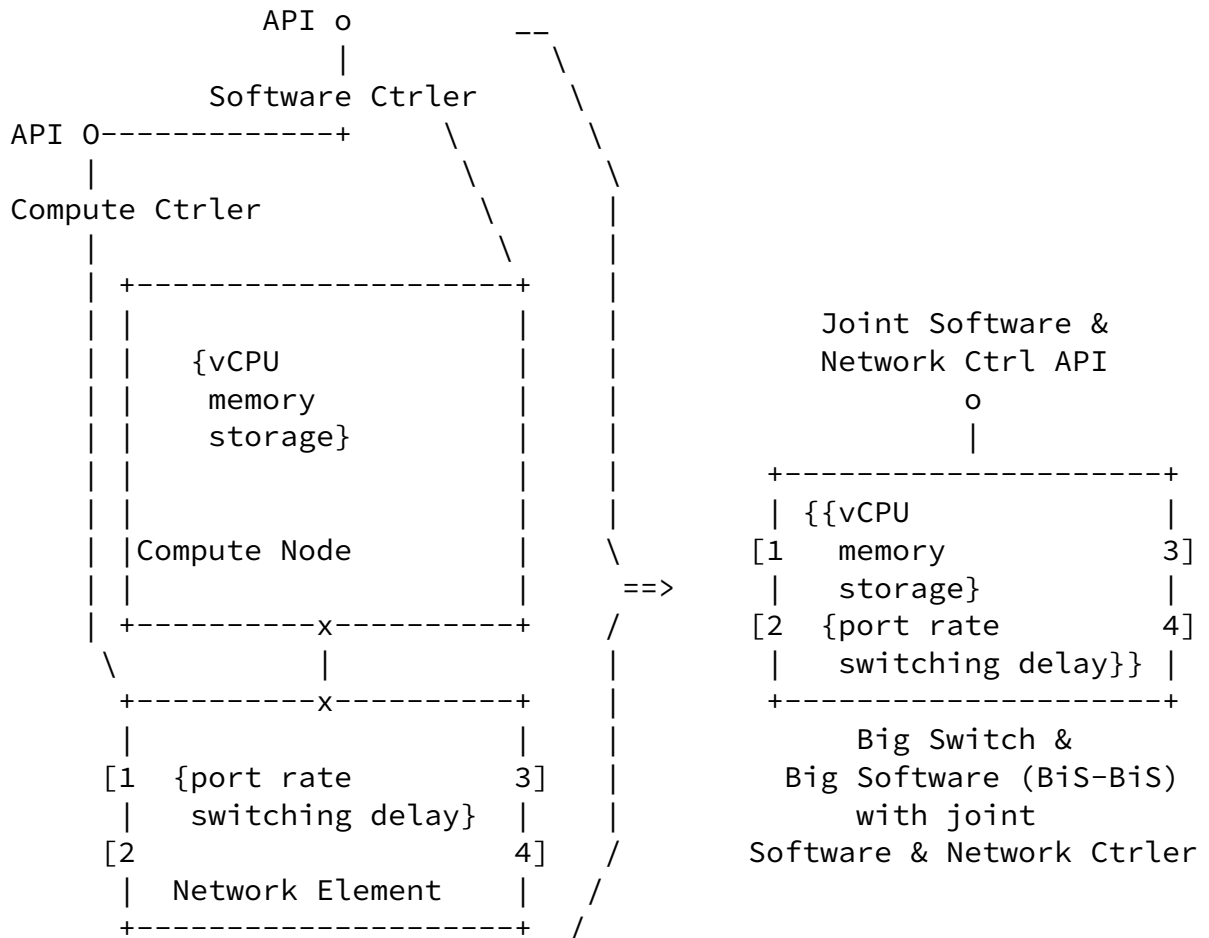 API o
Software Ctrler
API O
Compute Ctrler
{vCPU
memory
storage}
Compute Node
x
x
[1 {port rate 3]
switching delay}
[2 4]
Network Element
==>
Joint Software &
Network Ctrl API
o
{{vCPU
[1 memory 3]
storage}
[2 {port rate 4]
switching delay}}
Big Switch &
Big Software (BiS-BiS)
with joint
Software & Network Ctrler